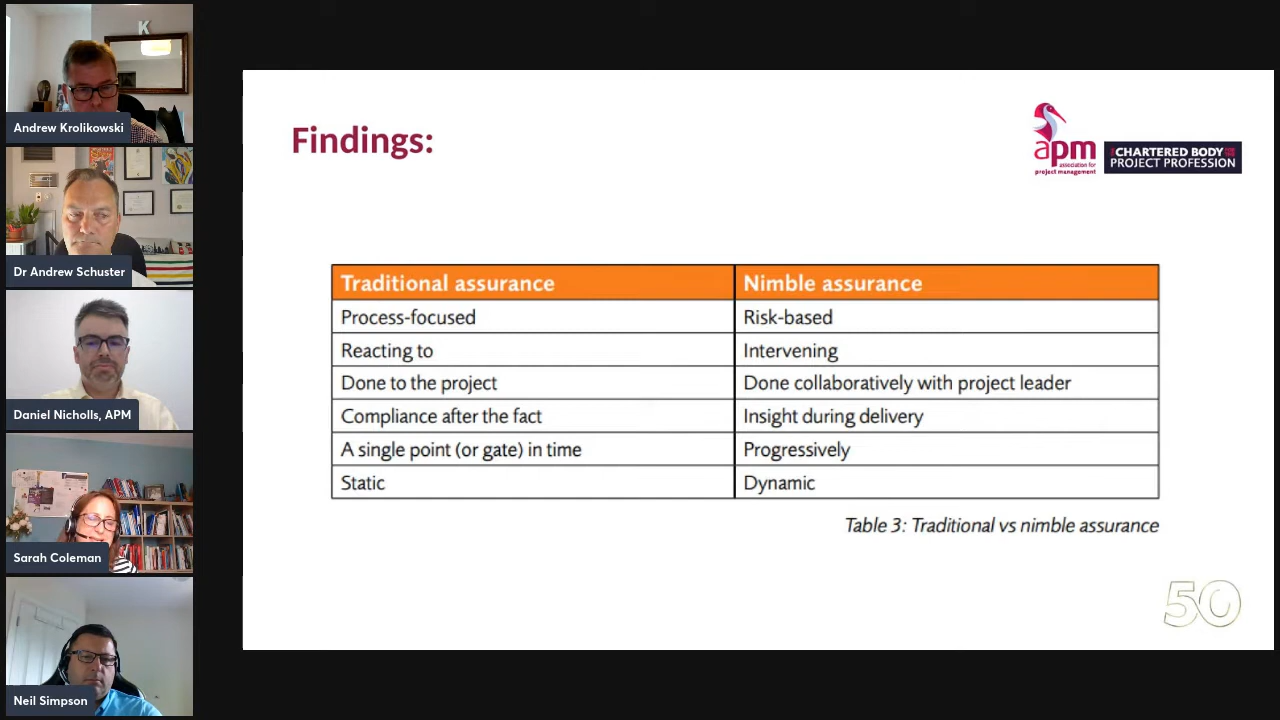 K
Andrew Krolikowski
Dr Andrew Schuster
Daniel Nicholls, APM
Sarah Coleman
Neil Simpson
Findings:
apm
association for
project management
CHARTERED BODY
PROJECT PROFESSION
Traditional assurance Nimble assurance
Process-focused Risk-based
Reacting to Intervening
Done to the project Done collaboratively with project leader
Compliance after the fact Insight during delivery
A single point (or gate) in time Progressively
Static Dynamic
Table 3: Traditional vs nimble assurance
50